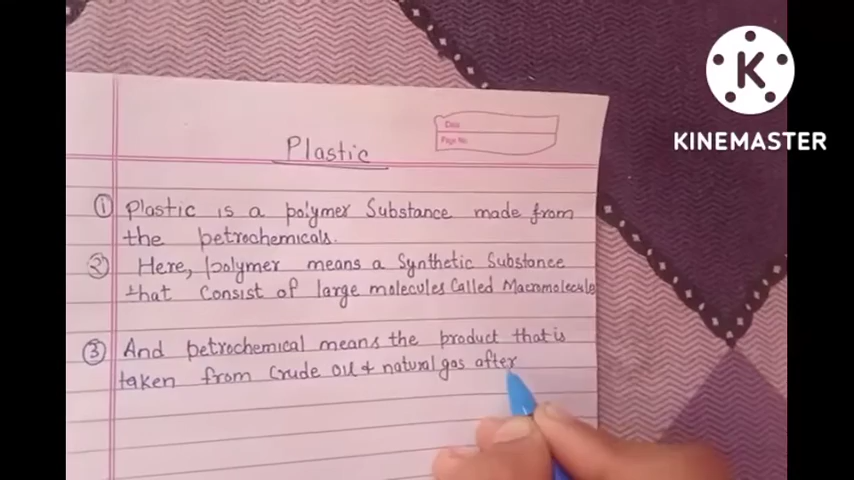 KINEMASTER
Date
Page No
Plastic
① Plastic is a polymer Substance made from
the petrochemicals.
② Here, polymer means a Synthetic Substance
that consist of large molecules called Macromolecules
③ And petrochemical means the product that is
taken from Crude Oil & natural gas after